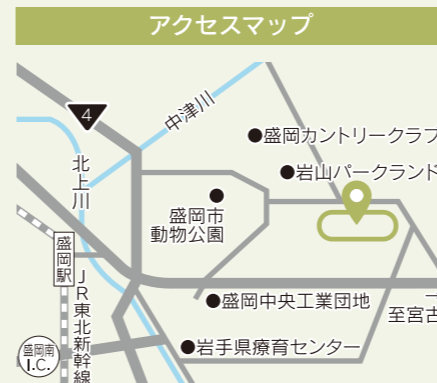 アクセスマップ
4
中津川
●盛岡カントリークラブ
●岩山パークランド
北上川
盛岡市
動物公園
盛岡駅
JR東北新幹線
●盛岡中央工業団地
至宮古
●岩手県療育センター
盛岡南
I.C.